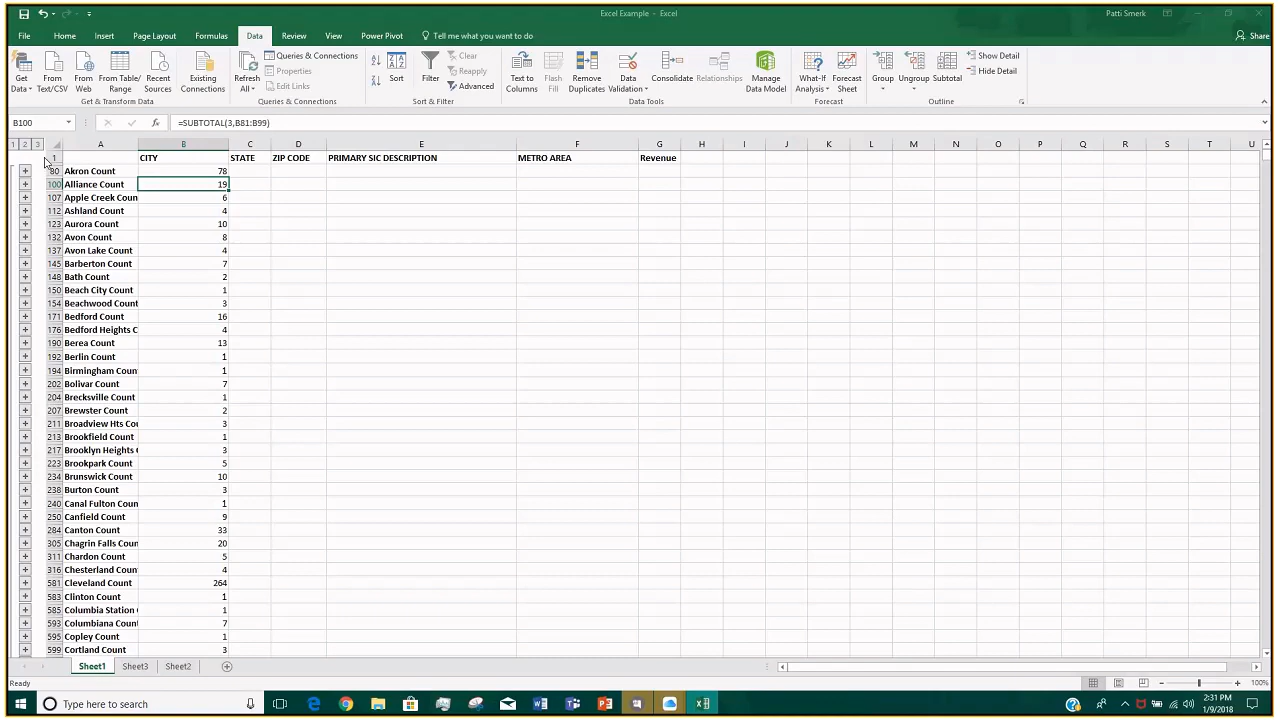 Excel Example - Excel
Patti Smerk
File Home Insert Page Layout Formulas Data Review View Power Pivot Tell me what you want to do Share
Get Data
From Text/CSV
From Web
From Table/ Range
Recent Sources
Existing Connections
Get & Transform Data
Refresh All
Queries & Connections
Properties
Edit Links
Queries & Connections
Sort
Filter
Clear
Reapply
Advanced
Sort & Filter
Text to Columns
Flash Fill
Remove Duplicates
Data Validation
Consolidate
Relationships
Manage Data Model
Data Tools
What-If Analysis
Forecast Sheet
Forecast
Group
Ungroup
Subtotal
Show Detail
Hide Detail
Outline
B100 fx =SUBTOTAL(3,B81:B99)
1 2 3 A B C D E F G H I J K L M N O P Q R S T U
1 CITY STATE ZIP CODE PRIMARY SIC DESCRIPTION METRO AREA Revenue
80 Akron Count 78
100 Alliance Count 19
107 Apple Creek Coun 6
112 Ashland Count 4
123 Aurora Count 10
132 Avon Count 8
137 Avon Lake Count 4
145 Barberton Count 7
148 Bath Count 2
150 Beach City Count 1
154 Beachwood Count 3
171 Bedford Count 16
176 Bedford Heights C 4
190 Berea Count 13
192 Berlin Count 1
194 Birmingham Coun 1
202 Bolivar Count 7
204 Brecksville Count 1
207 Brewster Count 2
211 Broadview Hts Cou 3
213 Brookfield Count 1
217 Brooklyn Heights 3
223 Brookpark Count 5
234 Brunswick Count 10
238 Burton Count 3
240 Canal Fulton Coun 1
250 Canfield Count 9
284 Canton Count 33
305 Chagrin Falls Coun 20
311 Chardon Count 5
316 Chesterland Count 4
581 Cleveland Count 264
583 Clinton Count 1
585 Columbia Station 1
593 Columbiana Count 7
595 Copley Count 1
599 Cortland Count 3
Sheet1 Sheet3 Sheet2
Ready 100%
Type here to search
2:31 PM
1/9/2018